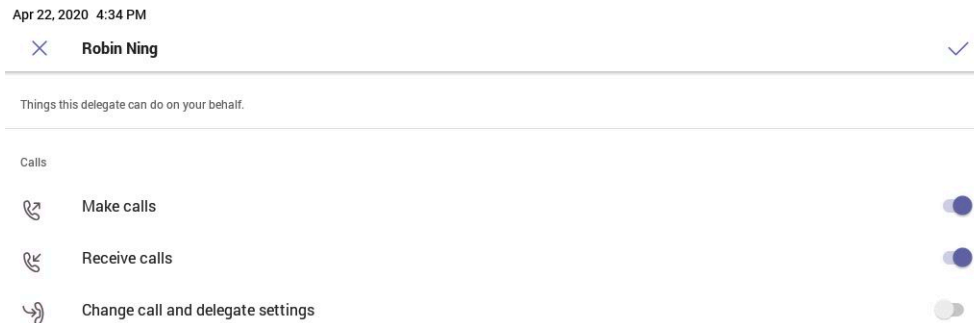 Apr 22, 2020 4:34 PM
Robin Ning
Things this delegate can do on your behalf.
Calls
Make calls
Receive calls
Change call and delegate settings